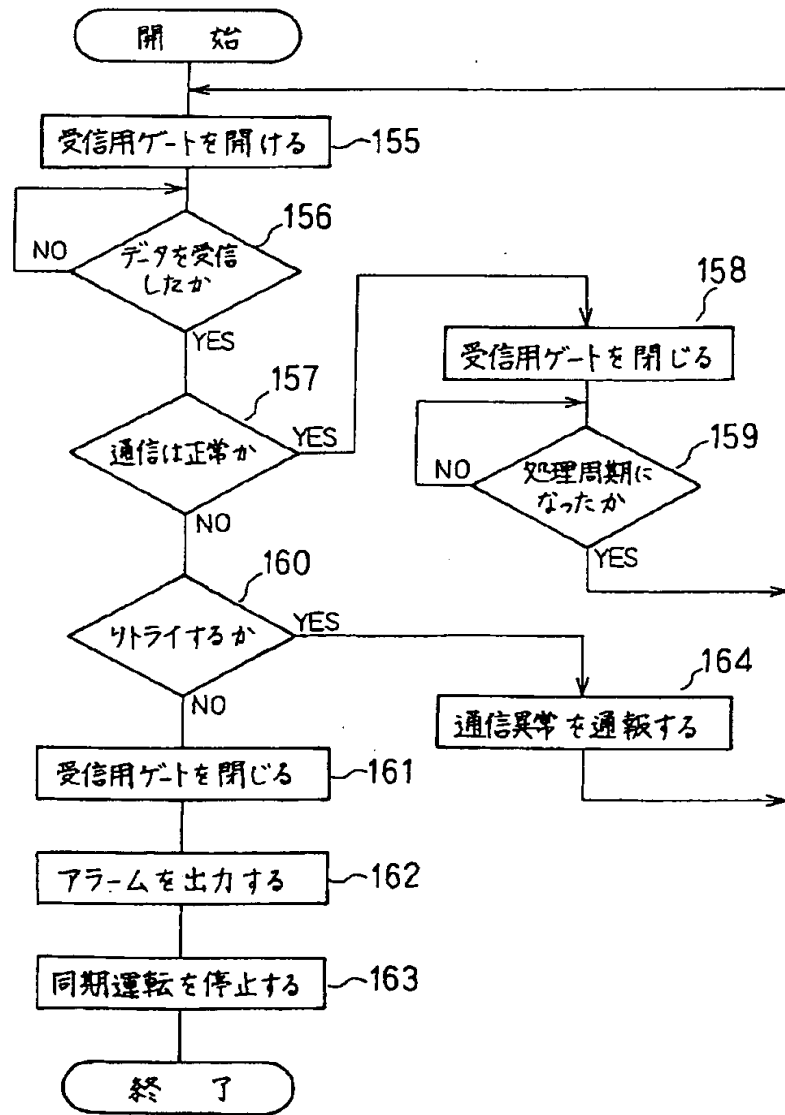 開始
受信用ゲートを開ける
155
データを受信
したか
156
NO
YES
通信は正常か
157
YES
NO
受信用ゲートを閉じる
158
処理周期に
なったか
159
NO
YES
リトライするか
160
YES
NO
通信異常を通報する
164
受信用ゲートを閉じる
161
アラームを出力する
162
同期運転を停止する
163
終了